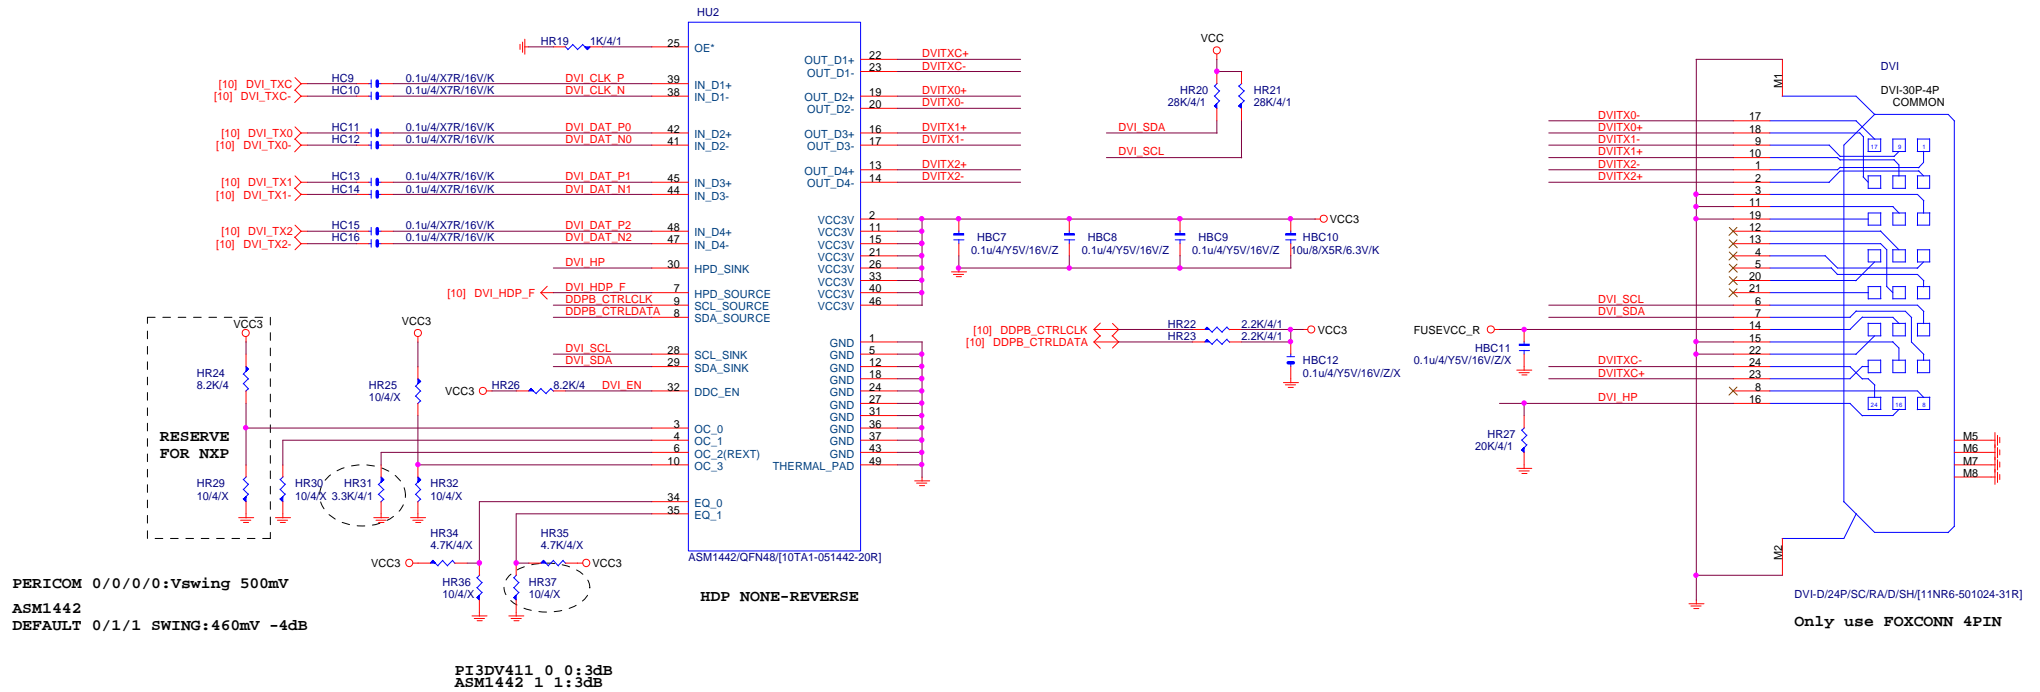 HU2
HR19 1K/4/1 25 OE*
[10] DVI_TXC HC9 0.1u/4/X7R/16V/K DVI_CLK_P 39 IN_D1+
[10] DVI_TXC- HC10 0.1u/4/X7R/16V/K DVI_CLK_N 38 IN_D1-
[10] DVI_TX0 HC11 0.1u/4/X7R/16V/K DVI_DAT_P0 42 IN_D2+
[10] DVI_TX0- HC12 0.1u/4/X7R/16V/K DVI_DAT_N0 41 IN_D2-
[10] DVI_TX1 HC13 0.1u/4/X7R/16V/K DVI_DAT_P1 45 IN_D3+
[10] DVI_TX1- HC14 0.1u/4/X7R/16V/K DVI_DAT_N1 44 IN_D3-
[10] DVI_TX2 HC15 0.1u/4/X7R/16V/K DVI_DAT_P2 48 IN_D4+
[10] DVI_TX2- HC16 0.1u/4/X7R/16V/K DVI_DAT_N2 47 IN_D4-
DVI_HP 30 HPD_SINK
[10] DVI_HDP_F DVI_HDP_F 7 HPD_SOURCE
DDPB_CTRLCLK 9 SCL_SOURCE
DDPB_CTRLDATA 8 SDA_SOURCE
DVI_SCL 28 SCL_SINK
DVI_SDA 29 SDA_SINK
VCC3 HR26 8.2K/4 DVI_EN 32 DDC_EN
3 OC_0
4 OC_1
6 OC_2(REXT)
10 OC_3
34 EQ_0
35 EQ_1
VCC3
HR24
8.2K/4
RESERVE
FOR NXP
HR29
10/4/X
VCC3
HR25
10/4/X
HR30
10/4/X
HR31
3.3K/4/1
HR32
10/4/X
HR34
4.7K/4/X
VCC3
HR36
10/4/X
HR35
4.7K/4/X
VCC3
HR37
10/4/X
OUT_D1+ 22 DVITXC+
OUT_D1- 23 DVITXC-
OUT_D2+ 19 DVITX0+
OUT_D2- 20 DVITX0-
OUT_D3+ 16 DVITX1+
OUT_D3- 17 DVITX1-
OUT_D4+ 13 DVITX2+
OUT_D4- 14 DVITX2-
VCC3V 2
VCC3V 11
VCC3V 15
VCC3V 21
VCC3V 26
VCC3V 33
VCC3V 40
VCC3V 46
GND 1
GND 5
GND 12
GND 18
GND 24
GND 27
GND 31
GND 36
GND 37
GND 43
THERMAL_PAD 49
ASM1442/QFN48/[10TA1-051442-20R]
HDP NONE-REVERSE
VCC
HR20
28K/4/1
HR21
28K/4/1
DVI_SDA
DVI_SCL
VCC3
HBC7
0.1u/4/Y5V/16V/Z
HBC8
0.1u/4/Y5V/16V/Z
HBC9
0.1u/4/Y5V/16V/Z
HBC10
10u/8/X5R/6.3V/K
[10] DDPB_CTRLCLK HR22 2.2K/4/1 VCC3
[10] DDPB_CTRLDATA HR23 2.2K/4/1
HBC12
0.1u/4/Y5V/16V/Z/X
DVI
DVI-30P-4P
COMMON
M1
DVITX0- 17
DVITX0+ 18
DVITX1- 9
DVITX1+ 10
DVITX2- 1
DVITX2+ 2
3
11
19
12
13
4
5
20
21
DVI_SCL 6
DVI_SDA 7
FUSEVCC_R 14
15
22
HBC11
0.1u/4/Y5V/16V/Z/X
DVITXC- 24
DVITXC+ 23
8
DVI_HP 16
HR27
20K/4/1
17 9 1
24 16 8
M5
M6
M7
M8
M2
DVI-D/24P/SC/RA/D/SH/[11NR6-501024-31R]
Only use FOXCONN 4PIN
PERICOM 0/0/0/0:Vswing 500mV
ASM1442
DEFAULT 0/1/1 SWING:460mV -4dB
PI3DV411 0 0:3dB
ASM1442 1 1:3dB